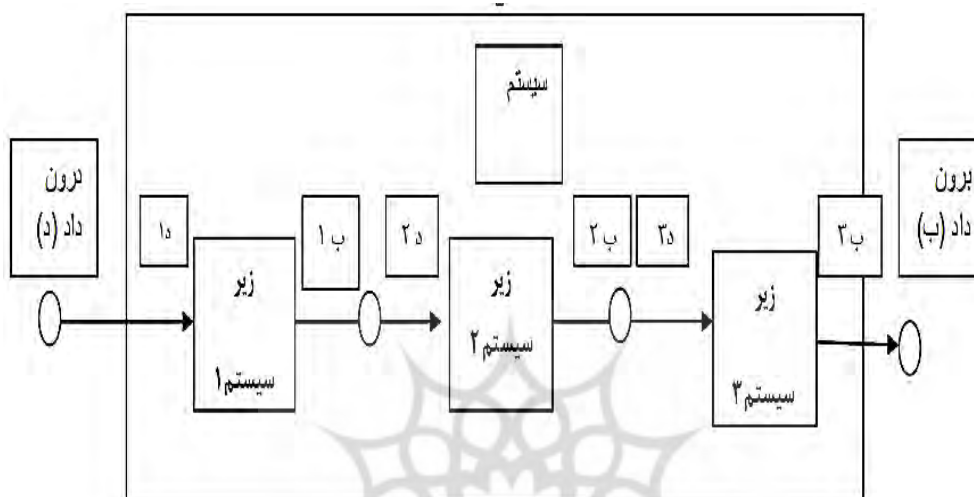 سیستم
درون
داد (د)
د۱
ب ۱
د ۲
ب ۲
د۳
ب ۳
برون
داد (ب)
زیر
سیستم۱
زیر
سیستم۲
زیر
سیستم۳